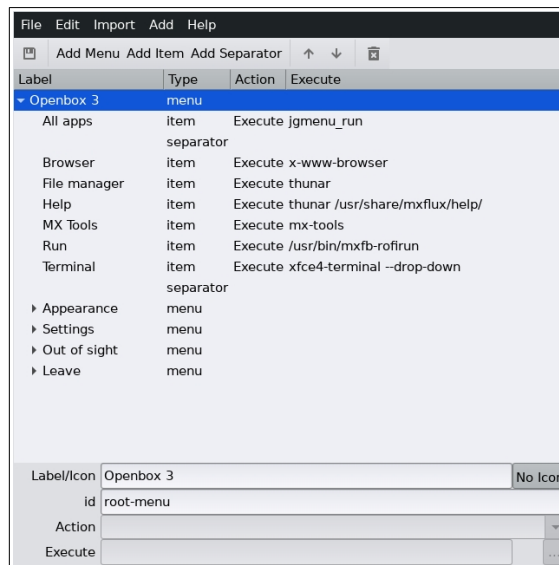 File Edit Import Add Help
Add Menu Add Item Add Separator
Label Type Action Execute
Openbox 3 menu
All apps item Execute jgmenu_run
separator
Browser item Execute x-www-browser
File manager item Execute thunar
Help item Execute thunar /usr/share/mxflux/help/
MX Tools item Execute mx-tools
Run item Execute /usr/bin/mxfb-rofirun
Terminal item Execute xfce4-terminal --drop-down
separator
Appearance menu
Settings menu
Out of sight menu
Leave menu
Label/Icon Openbox 3 No Icon
id root-menu
Action
Execute ...